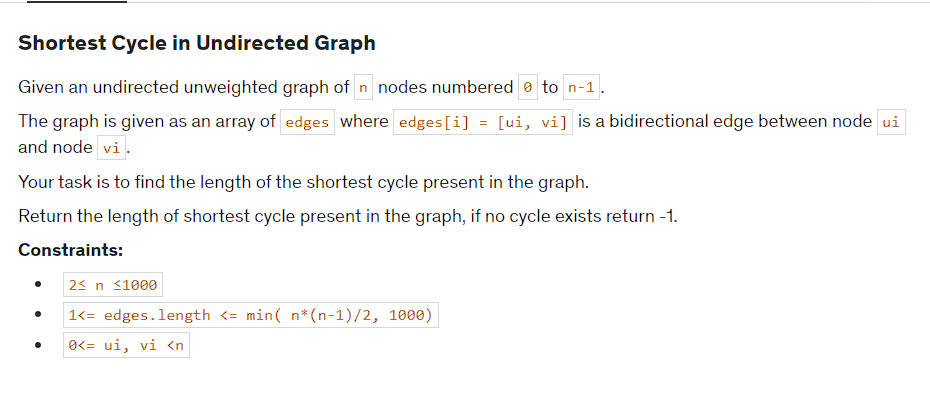 Shortest Cycle in Undirected Graph
Given an undirected unweighted graph of n nodes numbered 0 to n-1.
The graph is given as an array of edges where edges[i] = [ui, vi] is a bidirectional edge between node ui
and node vi.
Your task is to find the length of the shortest cycle present in the graph.
Return the length of shortest cycle present in the graph, if no cycle exists return -1.
Constraints:
• 2≤ n ≤1000
• 1<= edges.length <= min( n*(n-1)/2, 1000)
• 0<= ui, vi <n